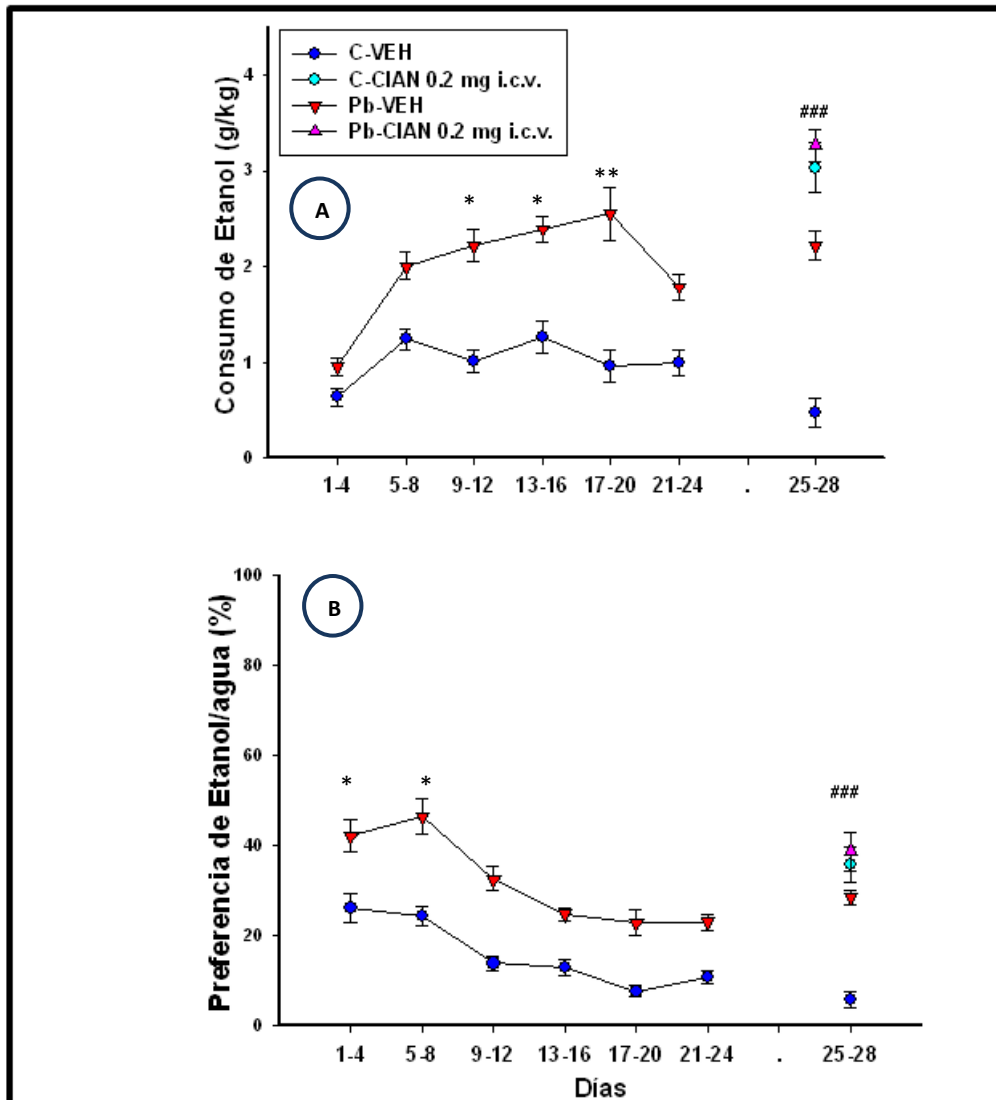 C-VEH
C-CIAN 0.2 mg i.c.v.
Pb-VEH
Pb-CIAN 0.2 mg i.c.v.
A
Consumo de Etanol (g/kg)
4
3
2
1
0
*
*
**
###
1-4 5-8 9-12 13-16 17-20 21-24 . 25-28
B
Preferencia de Etanol/agua (%)
100
80
60
40
20
0
*
*
###
1-4 5-8 9-12 13-16 17-20 21-24 . 25-28
Días